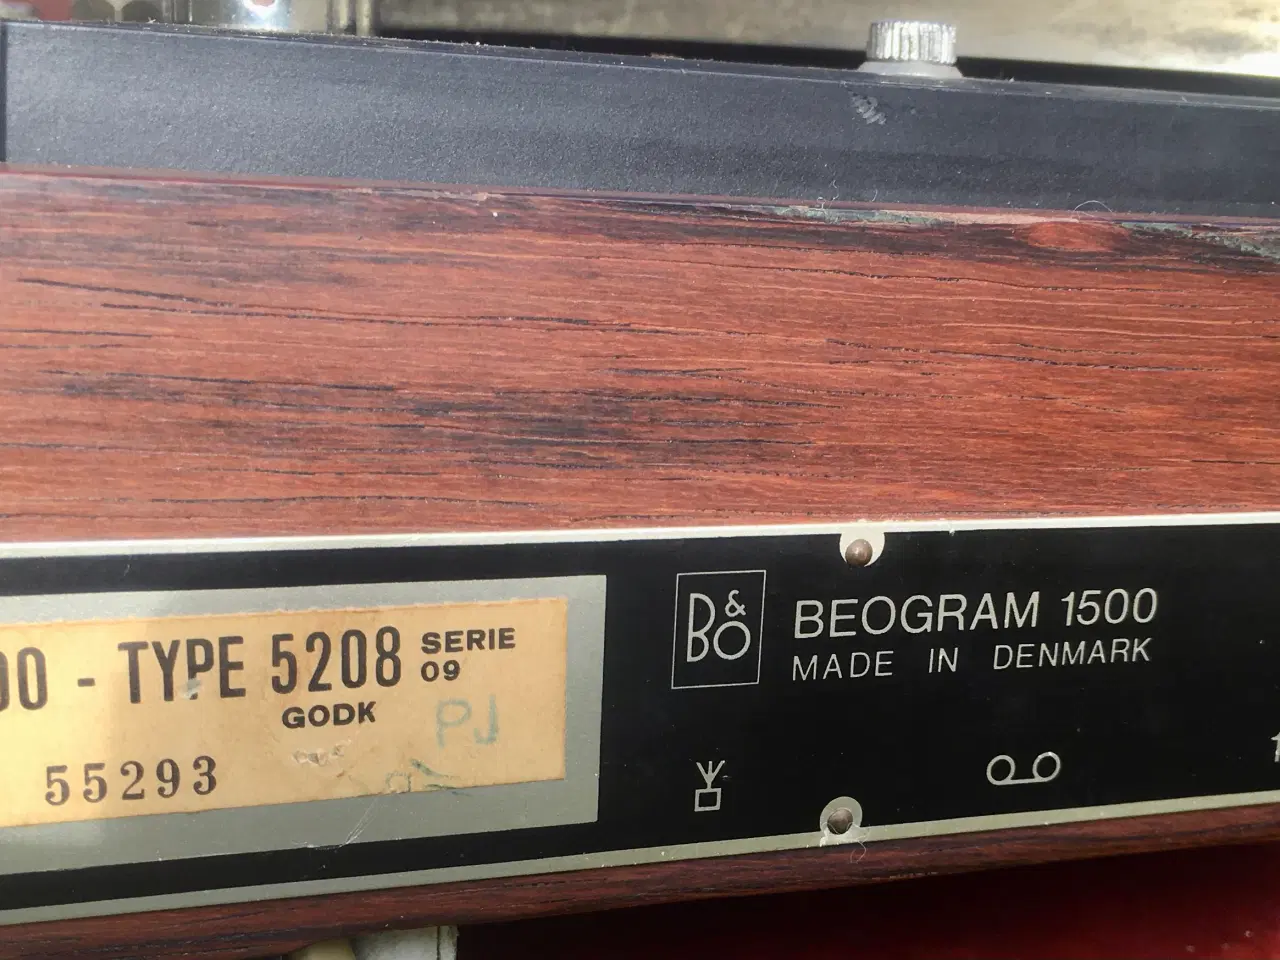 00 - TYPE 5208 SERIE
09
GODK
PJ
55293
B&O
BEOGRAM 1500
MADE IN DENMARK